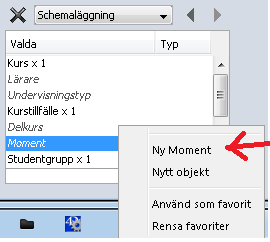 Schemaläggning
Valda Typ
Kurs x 1
Lärare
Undervisningstyp
Kurstillfälle x 1
Delkurs
Moment
Studentgrupp x 1
Ny Moment
Nytt objekt
Använd som favorit
Rensa favoriter